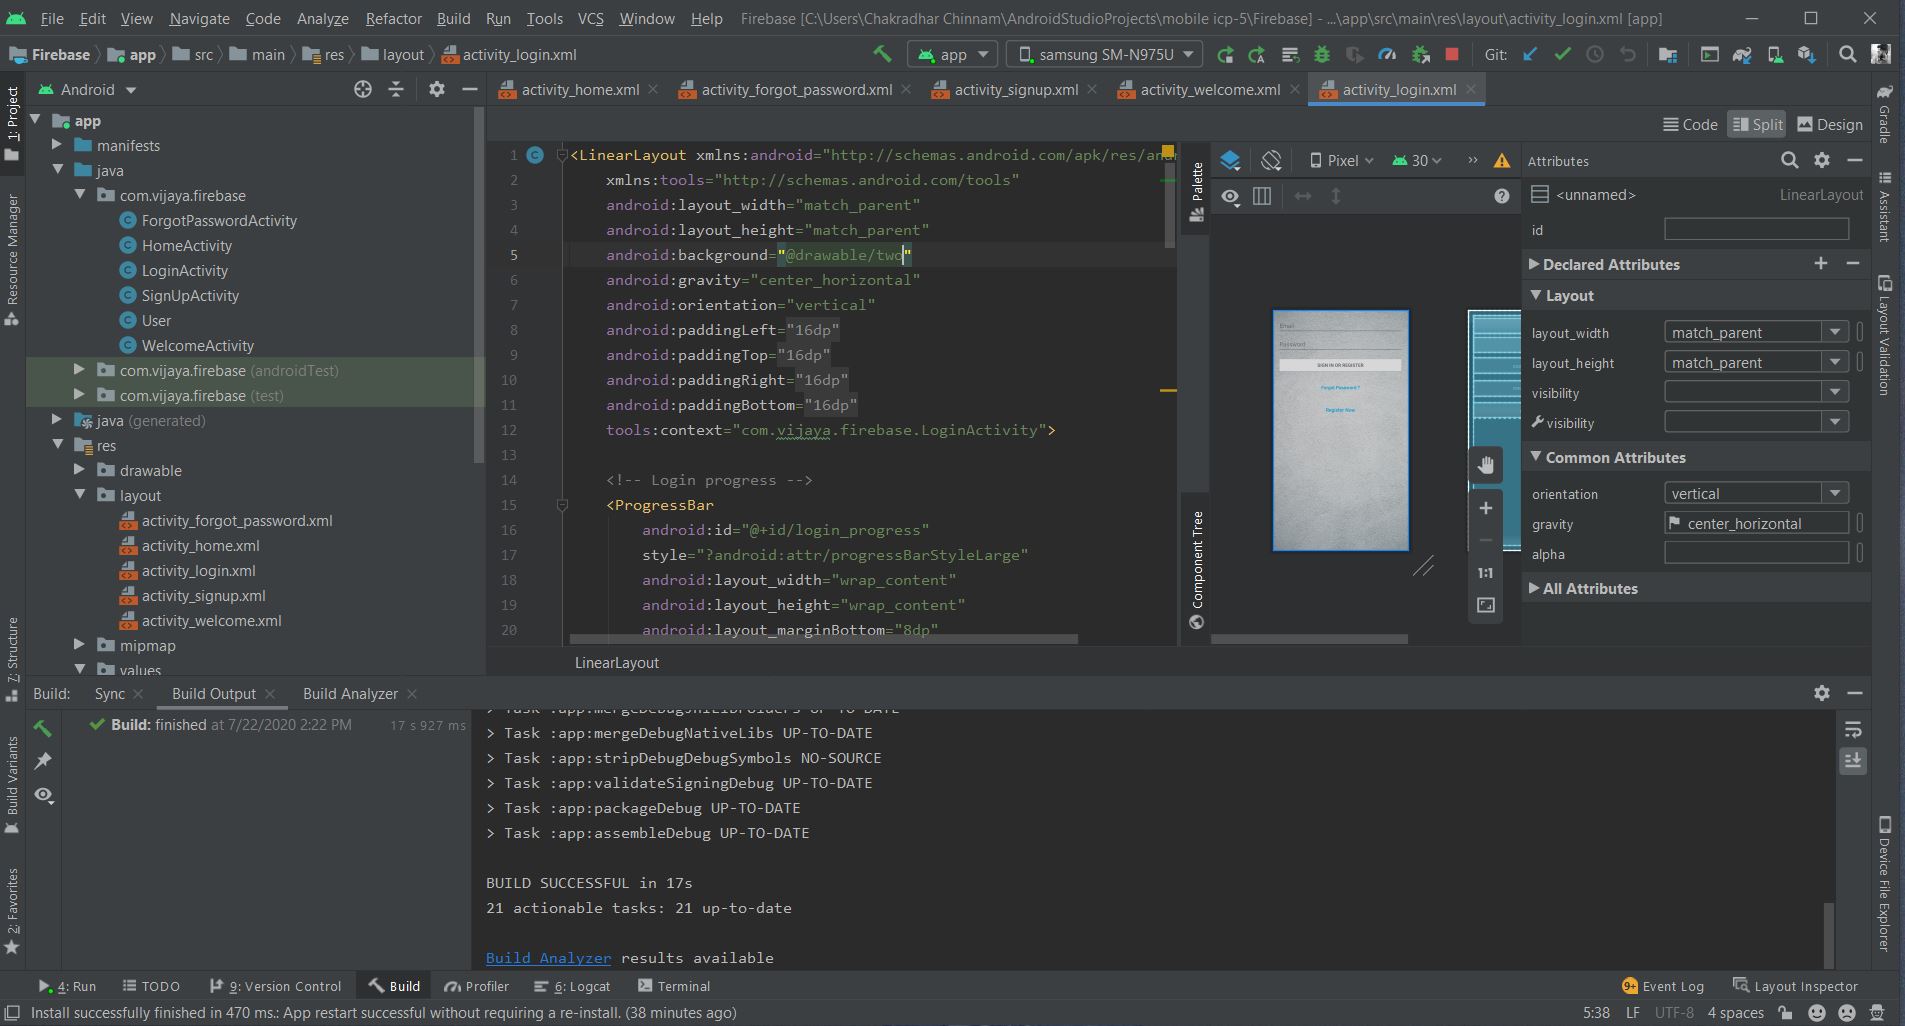 File Edit View Navigate Code Analyze Refactor Build Run Tools VCS Window Help Firebase [C:\Users\Chakradhar Chinnam\AndroidStudioProjects\mobile icp-5\Firebase] - ...\app\src\main\res\layout\activity_login.xml [app]
Firebase app src main res layout activity_login.xml app samsung SM-N975U Git:
Android
activity_home.xml activity_forgot_password.xml activity_signup.xml activity_welcome.xml activity_login.xml
Code Split Design
1: Project
Resource Manager
7: Structure
Build Variants
2: Favorites
app
manifests
java
com.vijaya.firebase
ForgotPasswordActivity
HomeActivity
LoginActivity
SignUpActivity
User
WelcomeActivity
com.vijaya.firebase (androidTest)
com.vijaya.firebase (test)
java (generated)
res
drawable
layout
activity_forgot_password.xml
activity_home.xml
activity_login.xml
activity_signup.xml
activity_welcome.xml
mipmap
values
1 <LinearLayout xmlns:android="http://schemas.android.com/apk/res/and
2 xmlns:tools="http://schemas.android.com/tools"
3 android:layout_width="match_parent"
4 android:layout_height="match_parent"
5 android:background="@drawable/two"
6 android:gravity="center_horizontal"
7 android:orientation="vertical"
8 android:paddingLeft="16dp"
9 android:paddingTop="16dp"
10 android:paddingRight="16dp"
11 android:paddingBottom="16dp"
12 tools:context="com.vijaya.firebase.LoginActivity">
13
14 <!-- Login progress -->
15 <ProgressBar
16 android:id="@+id/login_progress"
17 style="?android:attr/progressBarStyleLarge"
18 android:layout_width="wrap_content"
19 android:layout_height="wrap_content"
20 android:layout_marginBottom="8dp"
LinearLayout
Palette
Component Tree
Pixel 30 »
Email
Password
SIGN IN OR REGISTER
Forgot Password ?
Register Now
1:1
Attributes
<unnamed> LinearLayout
id
Declared Attributes
Layout
layout_width match_parent
layout_height match_parent
visibility
visibility
Common Attributes
orientation vertical
gravity center_horizontal
alpha
All Attributes
Gradle
Assistant
Layout Validation
Device File Explorer
Build: Sync Build Output Build Analyzer
Build: finished at 7/22/2020 2:22 PM 17 s 927 ms
> Task :app:mergeDebugJniLibFolders UP-TO-DATE
> Task :app:mergeDebugNativeLibs UP-TO-DATE
> Task :app:stripDebugDebugSymbols NO-SOURCE
> Task :app:validateSigningDebug UP-TO-DATE
> Task :app:packageDebug UP-TO-DATE
> Task :app:assembleDebug UP-TO-DATE
BUILD SUCCESSFUL in 17s
21 actionable tasks: 21 up-to-date
Build Analyzer results available
4: Run TODO 9: Version Control Build Profiler 6: Logcat Terminal 9+ Event Log Layout Inspector
Install successfully finished in 470 ms.: App restart successful without requiring a re-install. (38 minutes ago) 5:38 LF UTF-8 4 spaces